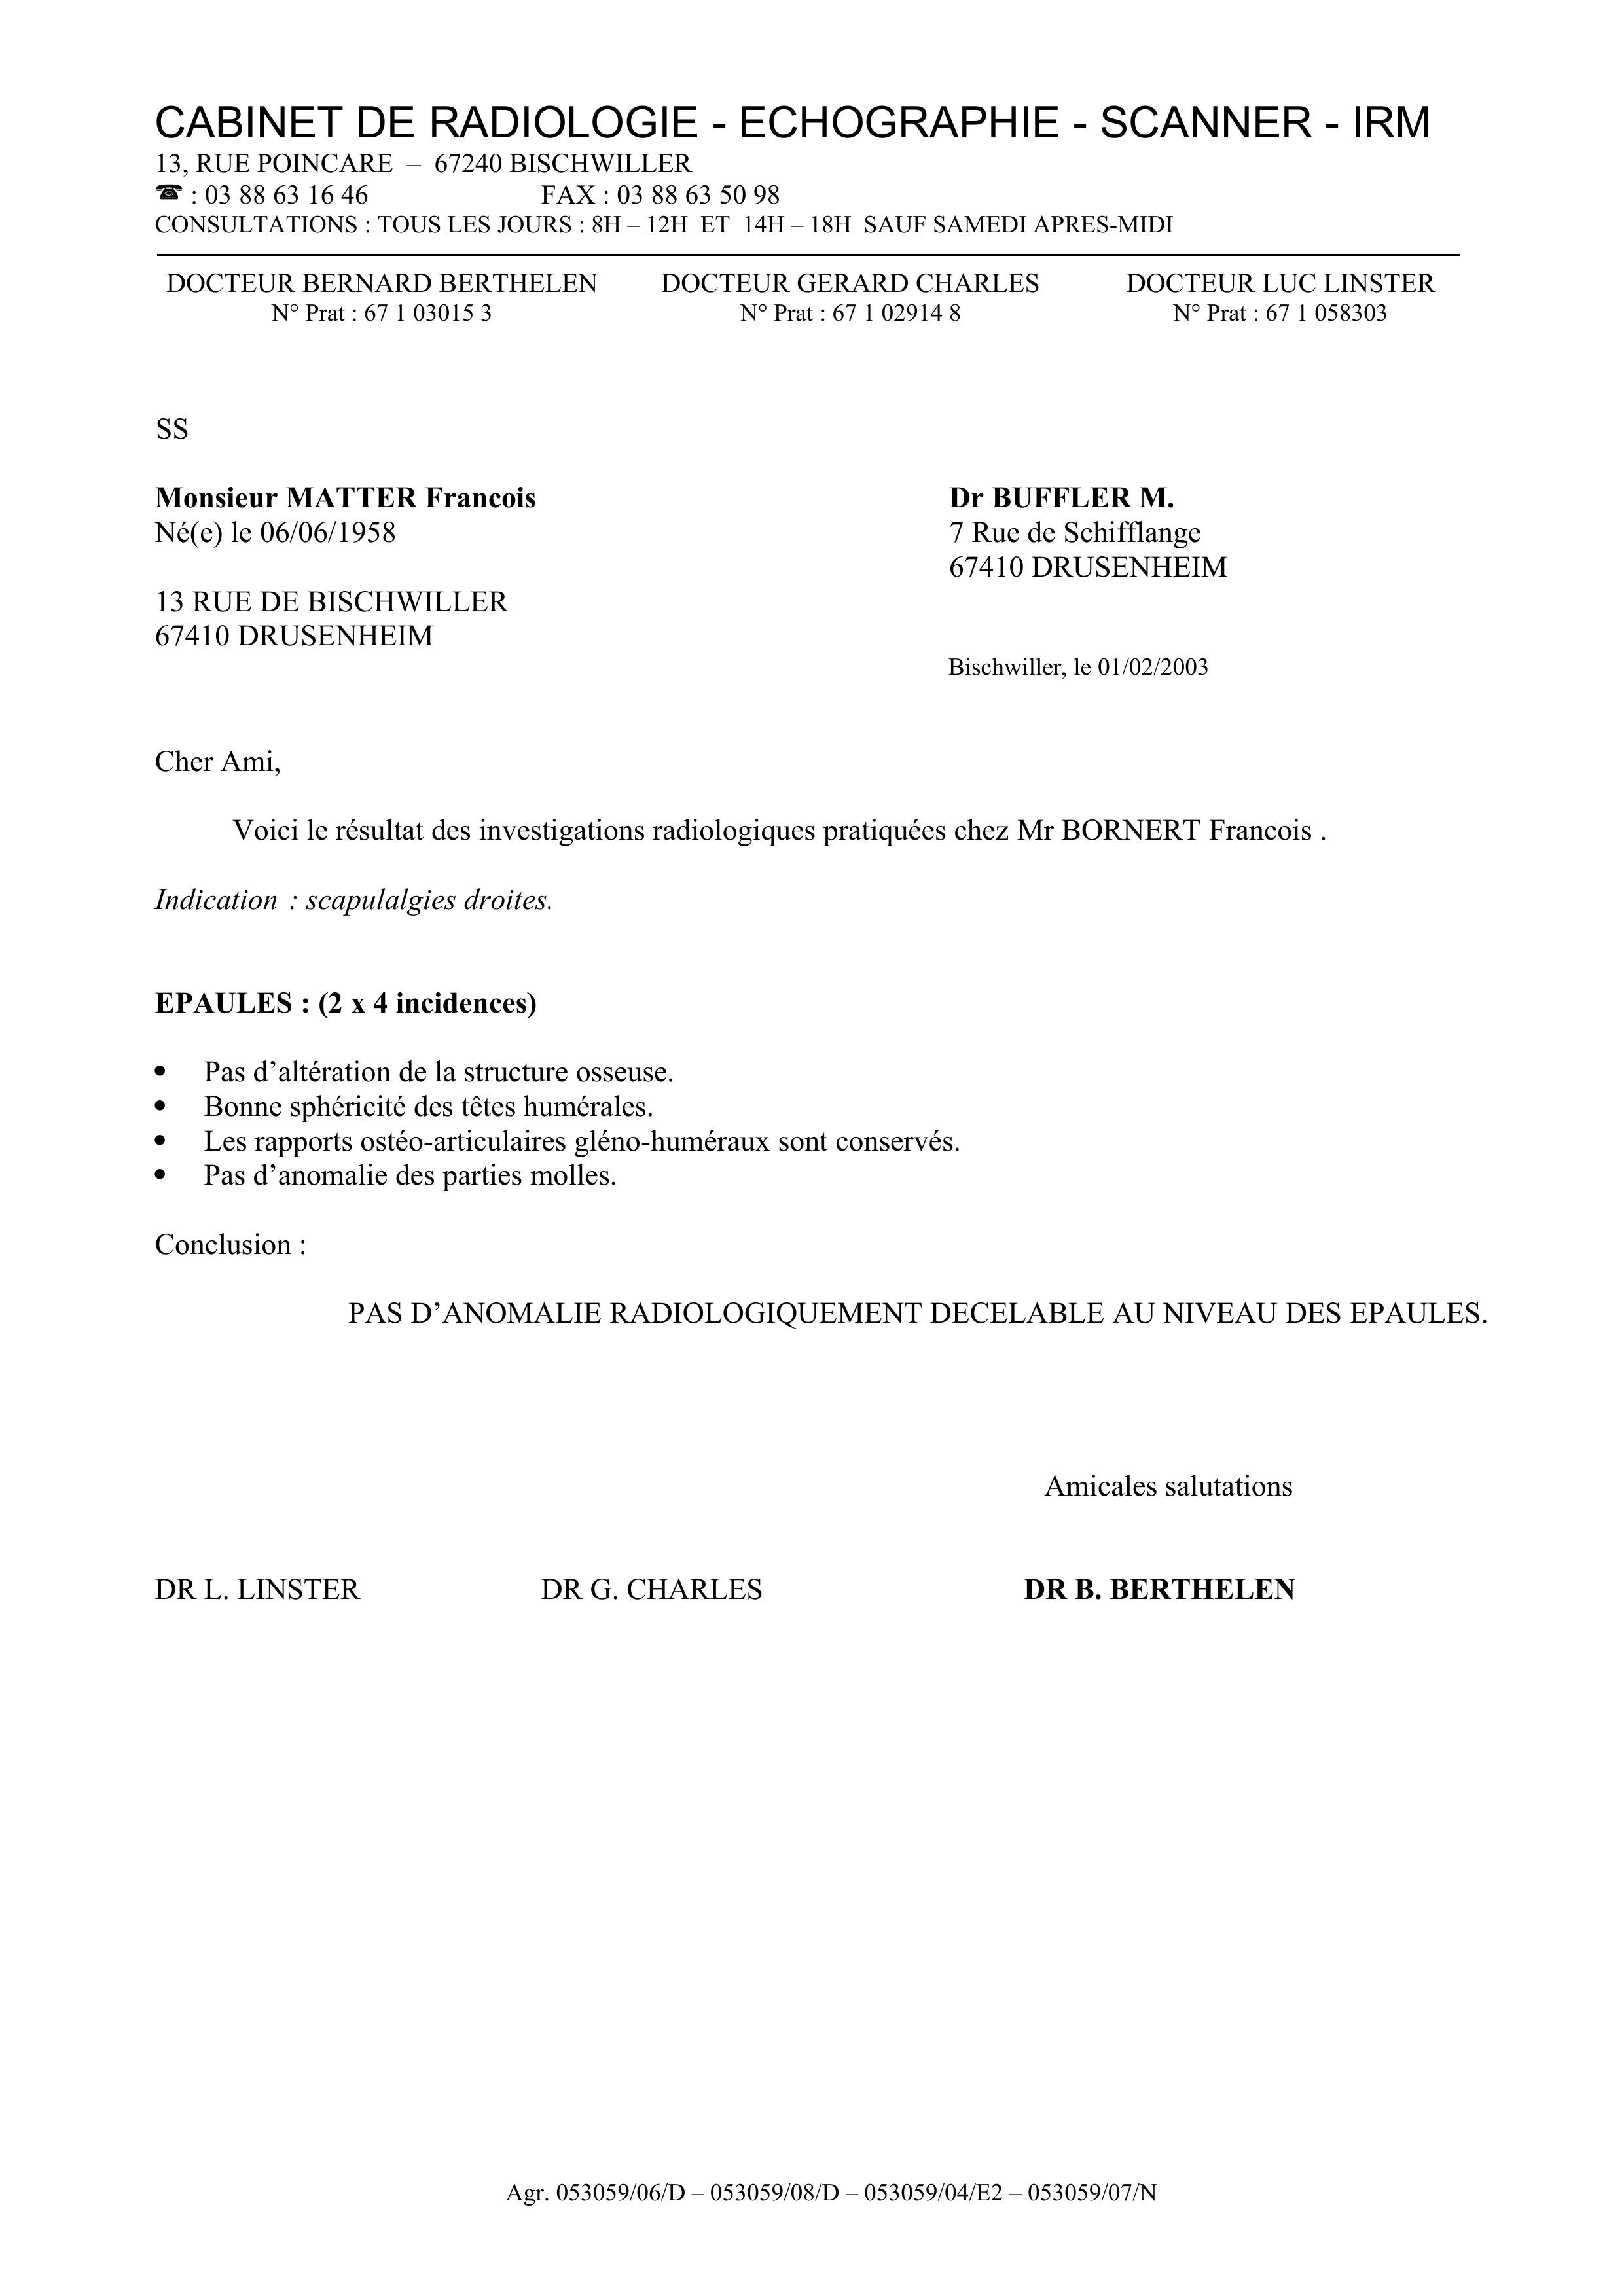 CABINET DE RADIOLOGIE - ECHOGRAPHIE - SCANNER - IRM
13, RUE POINCARE – 67240 BISCHWILLER
☎ : 03 88 63 16 46 FAX : 03 88 63 50 98
CONSULTATIONS : TOUS LES JOURS : 8H – 12H ET 14H – 18H SAUF SAMEDI APRES-MIDI
DOCTEUR BERNARD BERTHELEN DOCTEUR GERARD CHARLES DOCTEUR LUC LINSTER
N° Prat : 67 1 03015 3 N° Prat : 67 1 02914 8 N° Prat : 67 1 058303
SS
Monsieur MATTER Francois
Né(e) le 06/06/1958
13 RUE DE BISCHWILLER
67410 DRUSENHEIM
Dr BUFFLER M.
7 Rue de Schifflange
67410 DRUSENHEIM
Bischwiller, le 01/02/2003
Cher Ami,
Voici le résultat des investigations radiologiques pratiquées chez Mr BORNERT Francois .
Indication : scapulalgies droites.
EPAULES : (2 x 4 incidences)
• Pas d’altération de la structure osseuse.
• Bonne sphéricité des têtes humérales.
• Les rapports ostéo-articulaires gléno-huméraux sont conservés.
• Pas d’anomalie des parties molles.
Conclusion :
PAS D’ANOMALIE RADIOLOGIQUEMENT DECELABLE AU NIVEAU DES EPAULES.
Amicales salutations
DR L. LINSTER DR G. CHARLES DR B. BERTHELEN
Agr. 053059/06/D – 053059/08/D – 053059/04/E2 – 053059/07/N